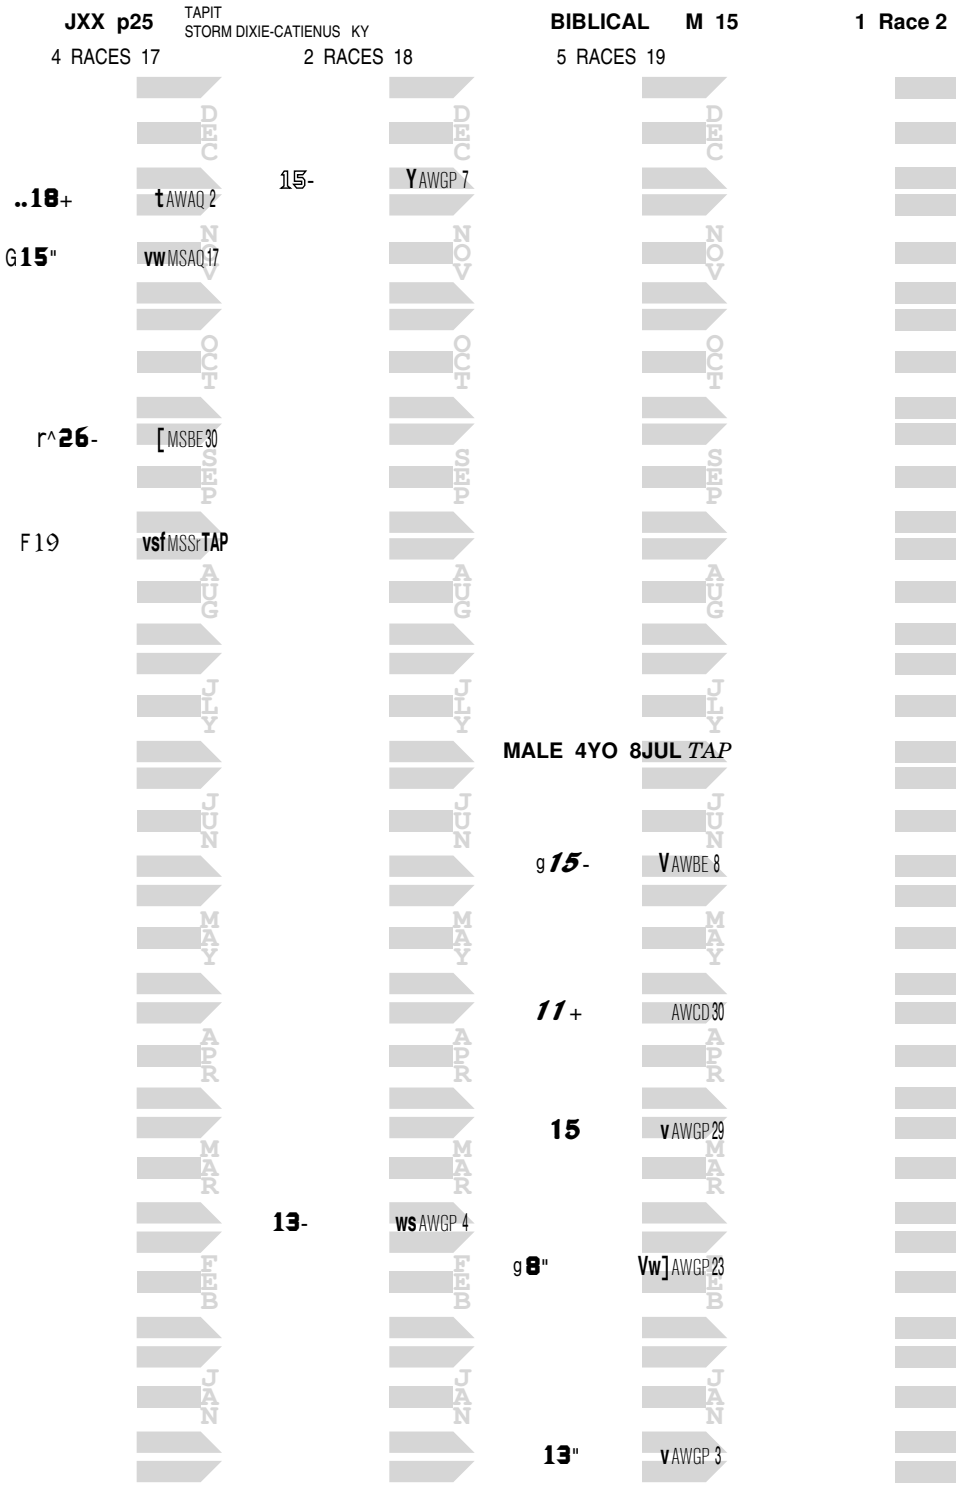 JXX p25 TAPIT BIBLICAL M 15 1 Race 2
STORM DIXIE-CATIENUS KY
4 RACES 17 2 RACES 18 5 RACES 19
DEC DEC DEC
15- YAWGP 7
..18+ tAWAQ 2
NOV NOV NOV
G15" vwMSAQ17
OCT OCT OCT
r^26- [MSBE30
SEP SEP SEP
F19 vsfMSSrTAP
AUG AUG AUG
JLY JLY JLY
MALE 4YO 8JUL TAP
JUN JUN JUN
g15- VAWBE 8
MAY MAY MAY
11+ AWCD30
APR APR APR
15 vAWGP29
MAR MAR MAR
13- wsAWGP 4
g8" Vw]AWGP23
FEB FEB FEB
JAN JAN JAN
13" vAWGP 3